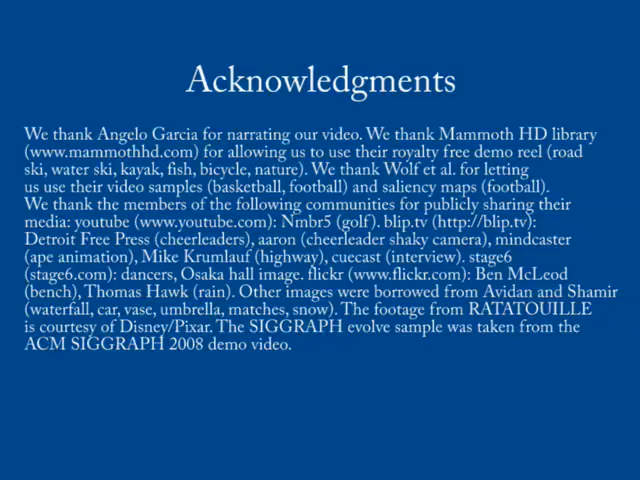 Acknowledgments
We thank Angelo Garcia for narrating our video. We thank Mammoth HD library
(www.mammothhd.com) for allowing us to use their royalty free demo reel (road
ski, water ski, kayak, fish, bicycle, nature). We thank Wolf et al. for letting
us use their video samples (basketball, football) and saliency maps (football).
We thank the members of the following communities for publicly sharing their
media: youtube (www.youtube.com): Nmbr5 (golf). blip.tv (http://blip.tv):
Detroit Free Press (cheerleaders), aaron (cheerleader shaky camera), mindcaster
(ape animation), Mike Krumlauf (highway), cuecast (interview). stage6
(stage6.com): dancers, Osaka hall image. flickr (www.flickr.com): Ben McLeod
(bench), Thomas Hawk (rain). Other images were borrowed from Avidan and Shamir
(waterfall, car, vase, umbrella, matches, snow). The footage from RATATOUILLE
is courtesy of Disney/Pixar. The SIGGRAPH evolve sample was taken from the
ACM SIGGRAPH 2008 demo video.